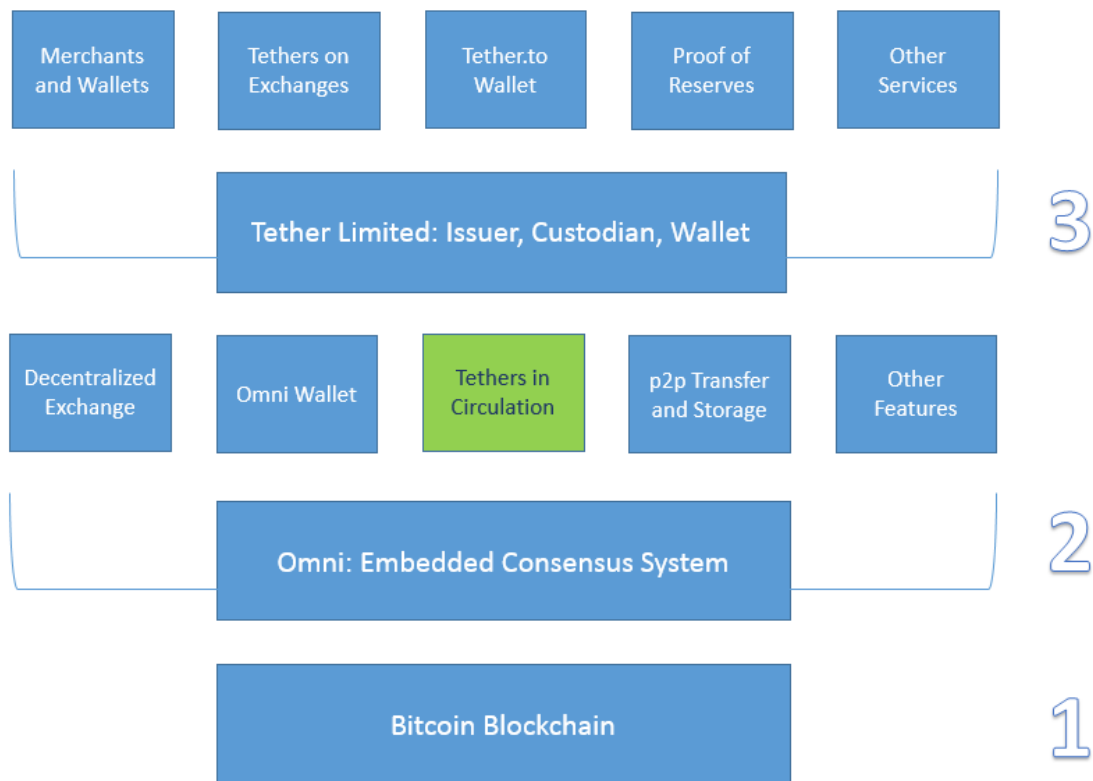 Merchants
and Wallets
Tethers on
Exchanges
Tether.to
Wallet
Proof of
Reserves
Other
Services
Tether Limited: Issuer, Custodian, Wallet
3
Decentralized
Exchange
Omni Wallet
Tethers in
Circulation
p2p Transfer
and Storage
Other
Features
Omni: Embedded Consensus System
2
Bitcoin Blockchain
1